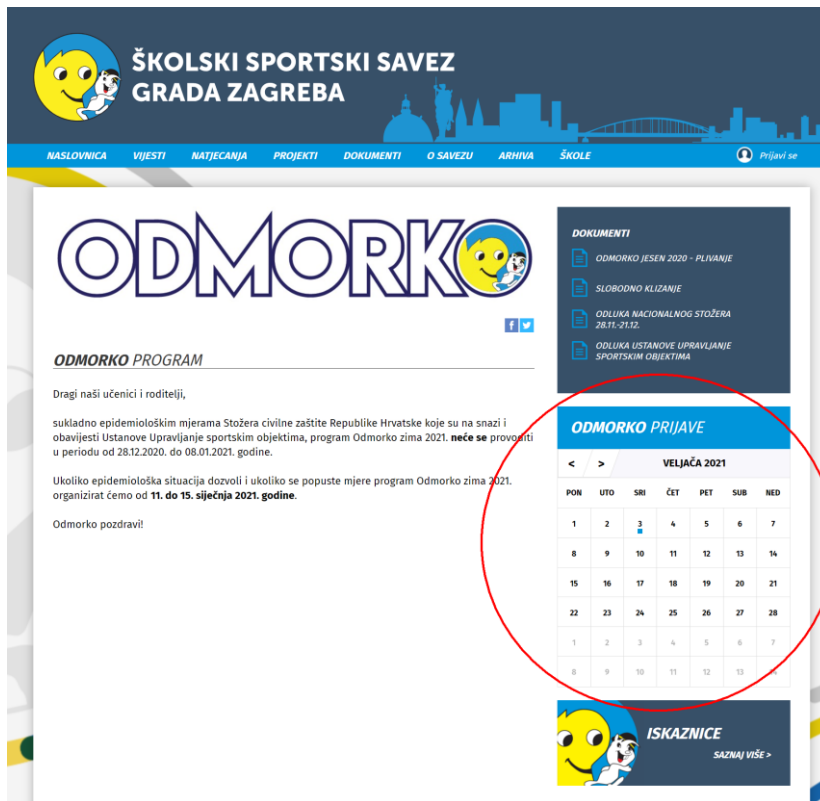 ŠKOLSKI SPORTSKI SAVEZ
GRADA ZAGREBA
NASLOVNICA VIJESTI NATJECANJA PROJEKTI DOKUMENTI O SAVEZU ARHIVA ŠKOLE Prijavi se
ODMORKO
ODMORKO PROGRAM
Dragi naši učenici i roditelji,
sukladno epidemiološkim mjerama Stožera civilne zaštite Republike Hrvatske koje su na snazi i
obavijesti Ustanove Upravljanje sportskim objektima, program Odmorko zima 2021. neće se provoditi
u periodu od 28.12.2020. do 08.01.2021. godine.
Ukoliko epidemiološka situacija dozvoli i ukoliko se popuste mjere program Odmorko zima 2021.
organizirat ćemo od 11. do 15. siječnja 2021. godine.
Odmorko pozdravi!
DOKUMENTI
ODMORKO JESEN 2020 - PLIVANJE
SLOBODNO KLIZANJE
ODLUKA NACIONALNOG STOŽERA
28.11.-21.12.
ODLUKA USTANOVE UPRAVLJANJE
SPORTSKIM OBJEKTIMA
ODMORKO PRIJAVE
< > VELJAČA 2021
PON UTO SRI ČET PET SUB NED
1 2 3 4 5 6 7
8 9 10 11 12 13 14
15 16 17 18 19 20 21
22 23 24 25 26 27 28
1 2 3 4 5 6 7
8 9 10 11 12 13 14
ISKAZNICE
SAZNAJ VIŠE >